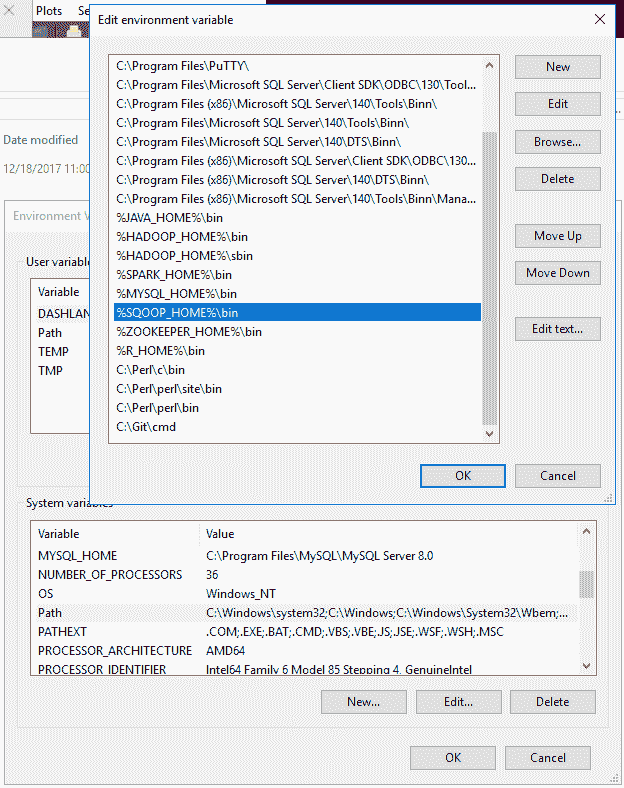 Plots Se
Edit environment variable
C:\Program Files\PuTTY\
C:\Program Files\Microsoft SQL Server\Client SDK\ODBC\130\Tool...
C:\Program Files (x86)\Microsoft SQL Server\140\Tools\Binn\
C:\Program Files\Microsoft SQL Server\140\Tools\Binn\
C:\Program Files\Microsoft SQL Server\140\DTS\Binn\
C:\Program Files (x86)\Microsoft SQL Server\Client SDK\ODBC\130...
C:\Program Files (x86)\Microsoft SQL Server\140\DTS\Binn\
C:\Program Files (x86)\Microsoft SQL Server\140\Tools\Binn\Mana...
%JAVA_HOME%\bin
%HADOOP_HOME%\bin
%HADOOP_HOME%\sbin
%SPARK_HOME%\bin
%MYSQL_HOME%\bin
%SQOOP_HOME%\bin
%ZOOKEEPER_HOME%\bin
%R_HOME%\bin
C:\Perl\c\bin
C:\Perl\perl\site\bin
C:\Perl\perl\bin
C:\Git\cmd
New
Edit
Browse...
Delete
Move Up
Move Down
Edit text...
OK
Cancel
Date modified
12/18/2017 11:00
Environment V
User variable
Variable
DASHLAN
Path
TEMP
TMP
System variables
Variable Value
MYSQL_HOME C:\Program Files\MySQL\MySQL Server 8.0
NUMBER_OF_PROCESSORS 36
OS Windows_NT
Path C:\Windows\system32;C:\Windows;C:\Windows\System32\Wbem;...
PATHEXT .COM;.EXE;.BAT;.CMD;.VBS;.VBE;.JS;.JSE;.WSF;.WSH;.MSC
PROCESSOR_ARCHITECTURE AMD64
PROCESSOR_IDENTIFIER Intel64 Family 6 Model 85 Stepping 4, GenuineIntel
New...
Edit...
Delete
OK
Cancel